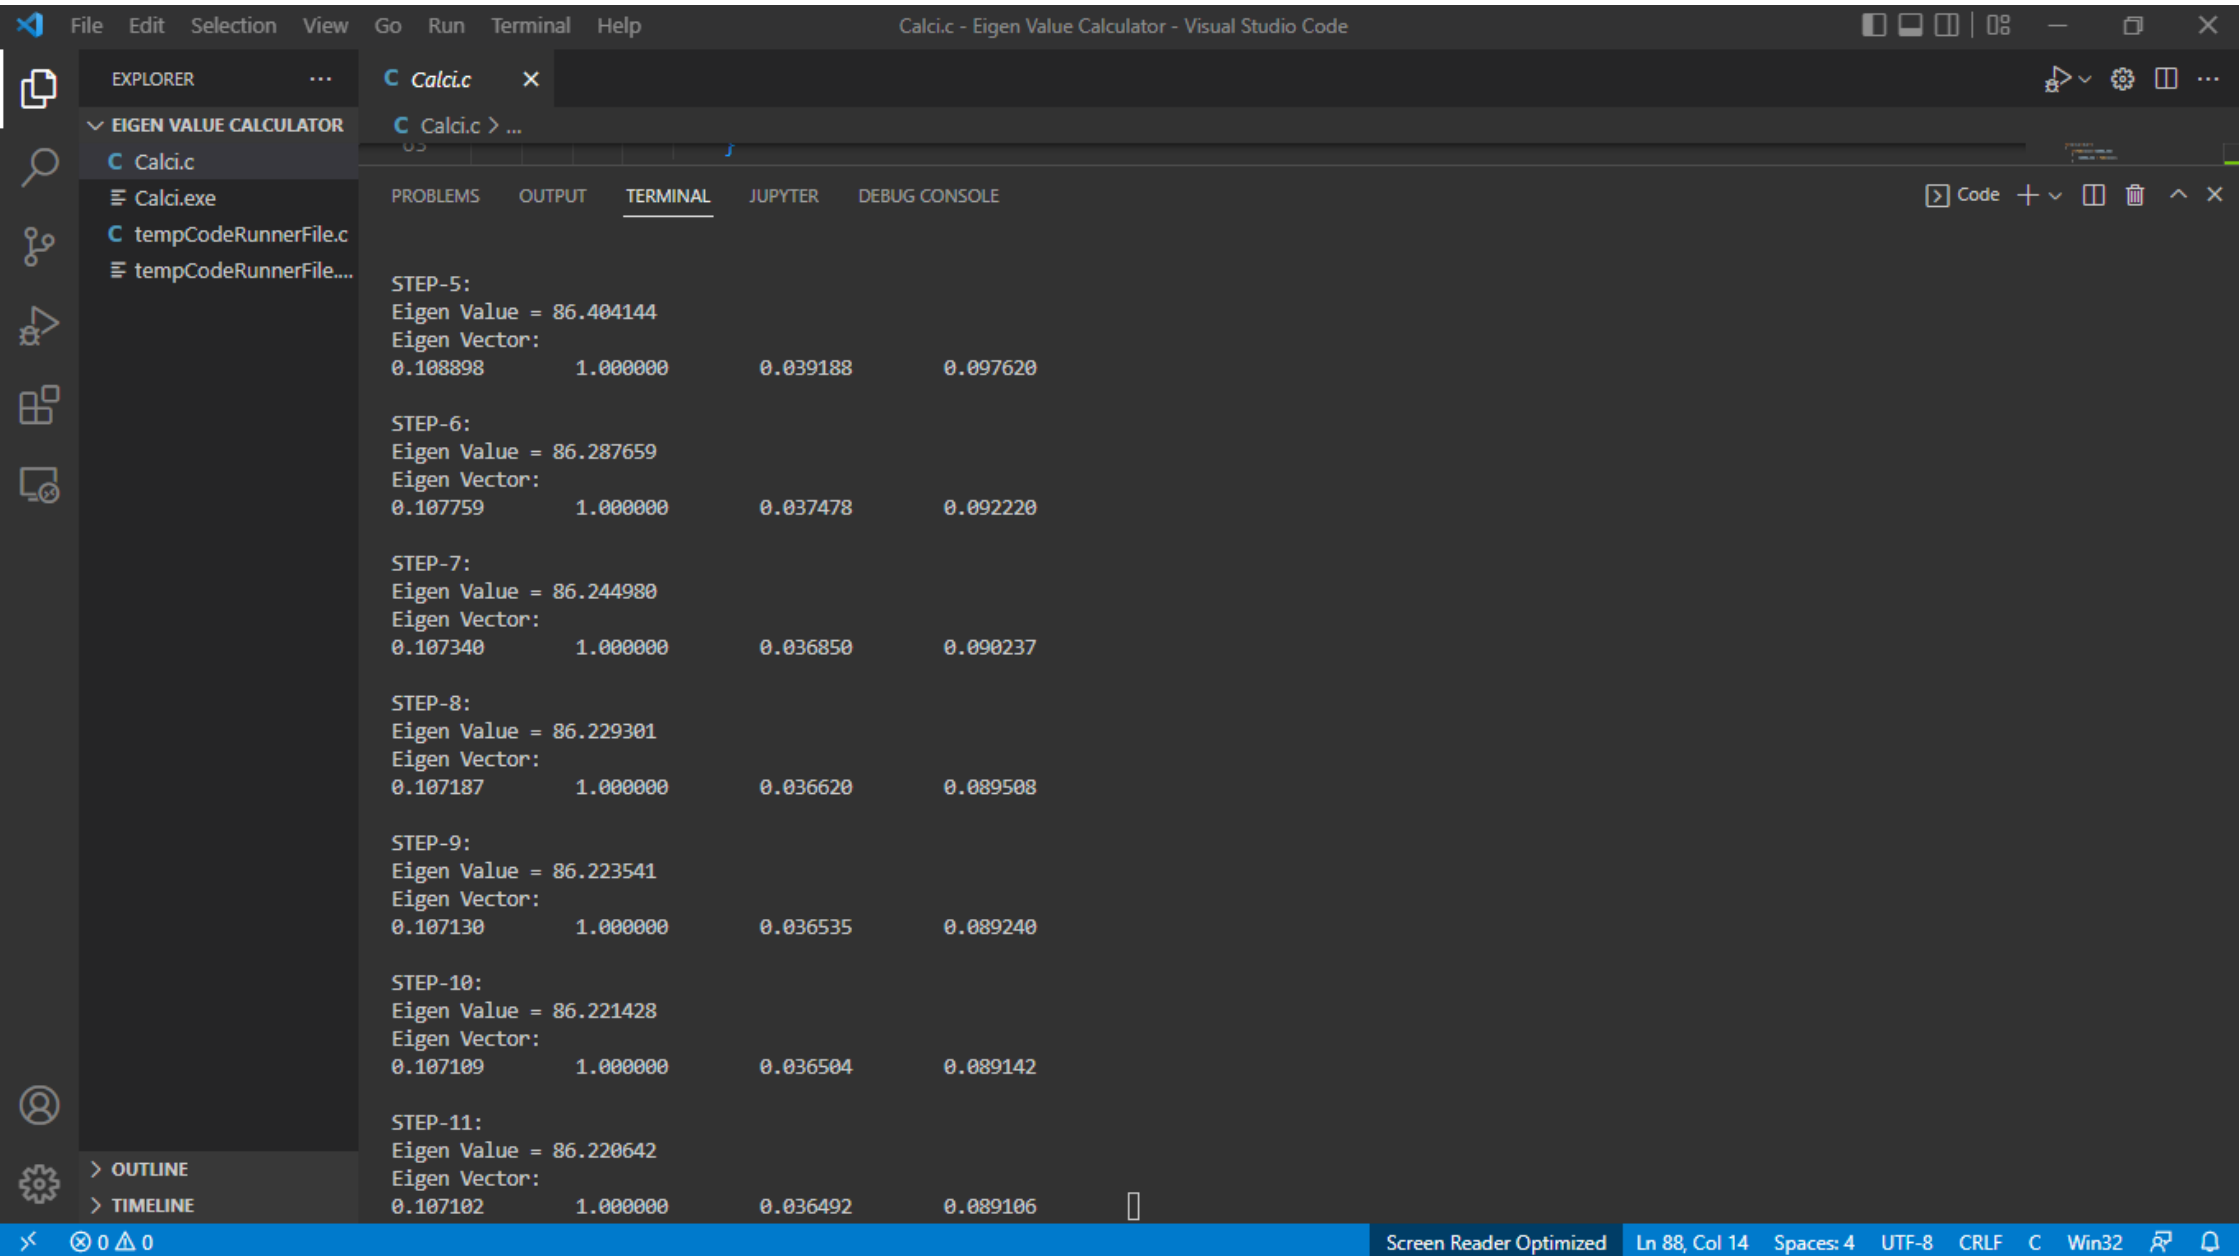 File Edit Selection View Go Run Terminal Help Calci.c - Eigen Value Calculator - Visual Studio Code
EXPLORER ...
EIGEN VALUE CALCULATOR
C Calci.c
Calci.exe
C tempCodeRunnerFile.c
tempCodeRunnerFile....
OUTLINE
TIMELINE
C Calci.c
C Calci.c > ...
}
PROBLEMS OUTPUT TERMINAL JUPYTER DEBUG CONSOLE Code
STEP-5:
Eigen Value = 86.404144
Eigen Vector:
0.108898 1.000000 0.039188 0.097620
STEP-6:
Eigen Value = 86.287659
Eigen Vector:
0.107759 1.000000 0.037478 0.092220
STEP-7:
Eigen Value = 86.244980
Eigen Vector:
0.107340 1.000000 0.036850 0.090237
STEP-8:
Eigen Value = 86.229301
Eigen Vector:
0.107187 1.000000 0.036620 0.089508
STEP-9:
Eigen Value = 86.223541
Eigen Vector:
0.107130 1.000000 0.036535 0.089240
STEP-10:
Eigen Value = 86.221428
Eigen Vector:
0.107109 1.000000 0.036504 0.089142
STEP-11:
Eigen Value = 86.220642
Eigen Vector:
0.107102 1.000000 0.036492 0.089106
0 0 Screen Reader Optimized Ln 88, Col 14 Spaces: 4 UTF-8 CRLF C Win32